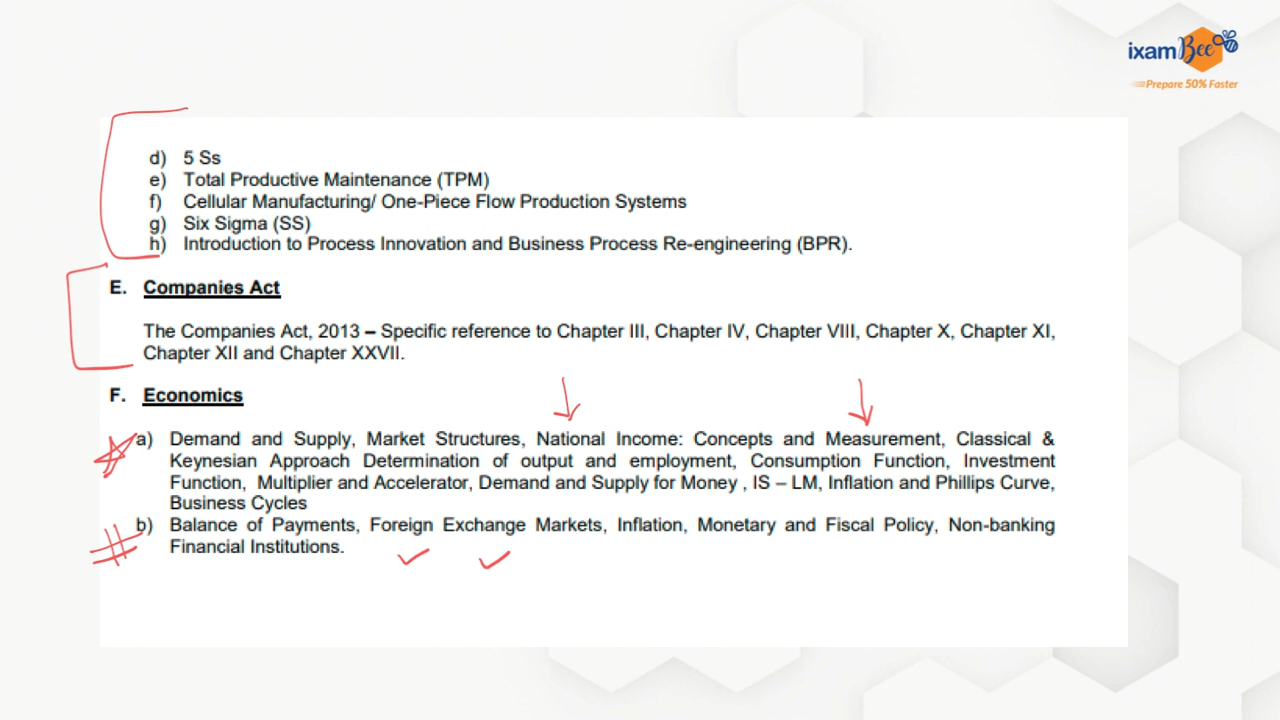 ixamBee
Prepare 50% Faster
d) 5 Ss
e) Total Productive Maintenance (TPM)
f) Cellular Manufacturing/ One-Piece Flow Production Systems
g) Six Sigma (SS)
h) Introduction to Process Innovation and Business Process Re-engineering (BPR).
E. Companies Act
The Companies Act, 2013 – Specific reference to Chapter III, Chapter IV, Chapter VIII, Chapter X, Chapter XI,
Chapter XII and Chapter XXVII.
F. Economics
a) Demand and Supply, Market Structures, National Income: Concepts and Measurement, Classical &
Keynesian Approach Determination of output and employment, Consumption Function, Investment
Function, Multiplier and Accelerator, Demand and Supply for Money , IS – LM, Inflation and Phillips Curve,
Business Cycles
b) Balance of Payments, Foreign Exchange Markets, Inflation, Monetary and Fiscal Policy, Non-banking
Financial Institutions.